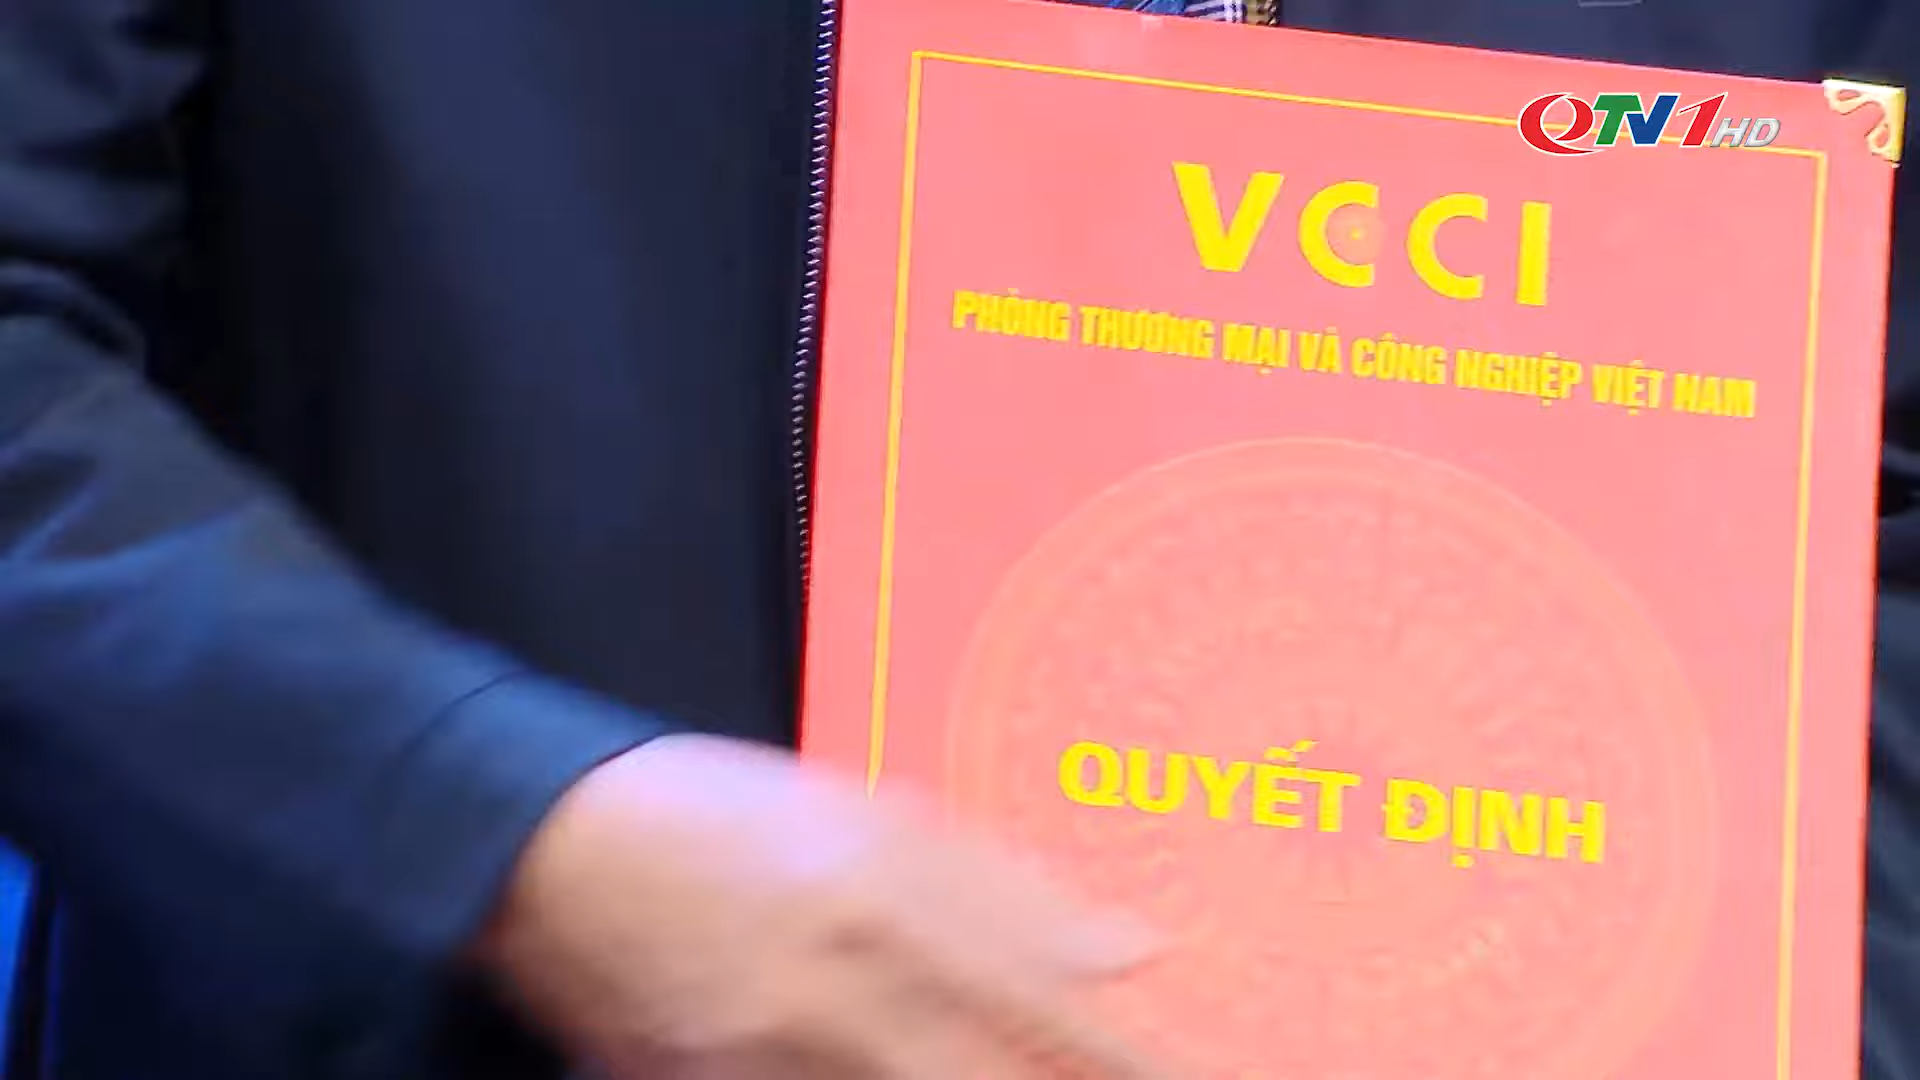 QTV1HD
VCCI
PHÒNG THƯƠNG MẠI VÀ CÔNG NGHIỆP VIỆT NAM
QUYẾT ĐỊNH